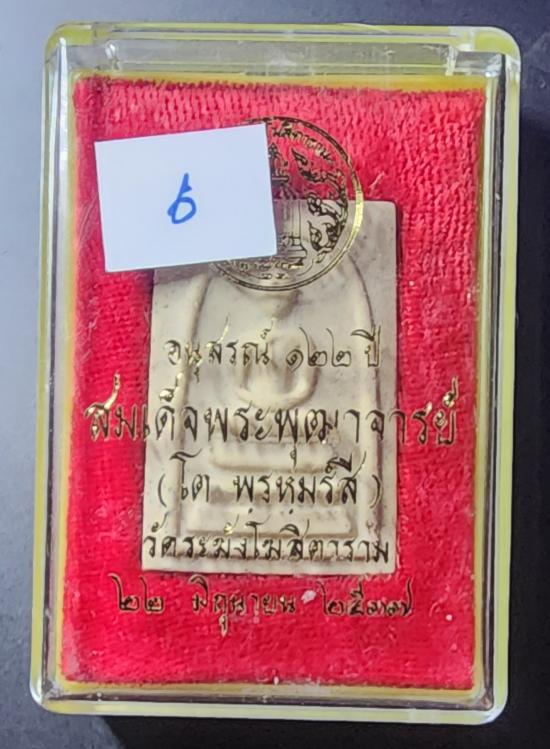 6
อนุสรณ์ ๑๒๒ ปี
สมเด็จพระพุฒาจารย์
(โต พรหมรํสี)
วัดระฆังโฆสิตาราม
๒๒ มิถุนายน ๒๕๓๗